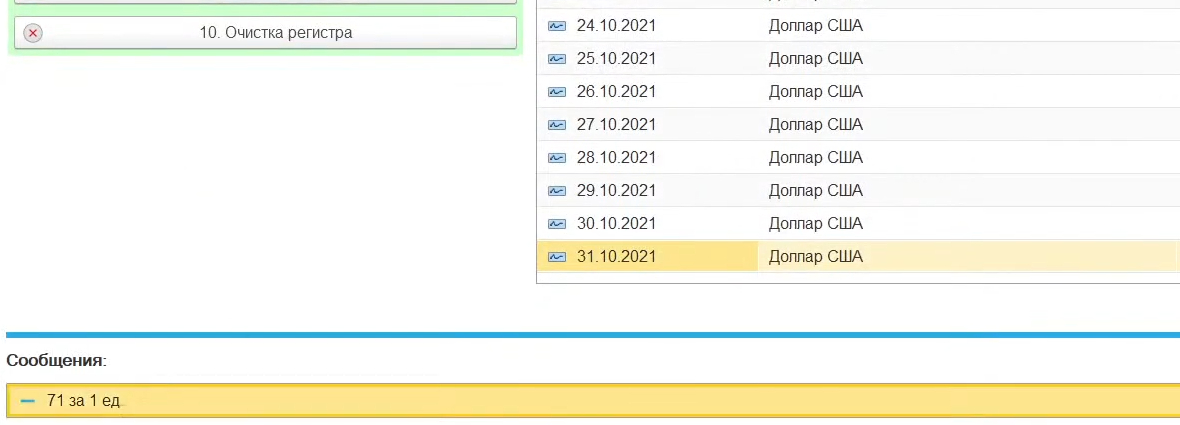 10. Очистка регистра
24.10.2021 Доллар США
25.10.2021 Доллар США
26.10.2021 Доллар США
27.10.2021 Доллар США
28.10.2021 Доллар США
29.10.2021 Доллар США
30.10.2021 Доллар США
31.10.2021 Доллар США
Сообщения:
71 за 1 ед.